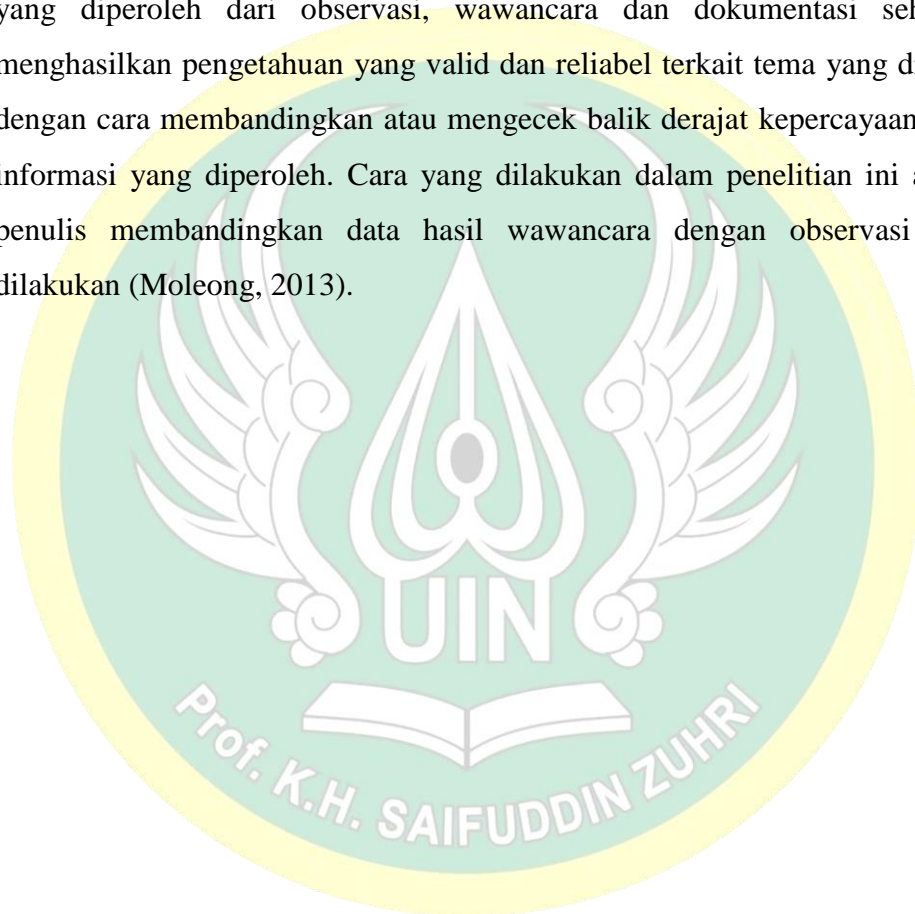 yang diperoleh dari observasi, wawancara dan dokumentasi seh
menghasilkan pengetahuan yang valid dan reliabel terkait tema yang di
dengan cara membandingkan atau mengecek balik derajat kepercayaan
informasi yang diperoleh. Cara yang dilakukan dalam penelitian ini a
penulis membandingkan data hasil wawancara dengan observasi
dilakukan (Moleong, 2013).
UIN
Prof. K.H. SAIFUDDIN ZUHRI